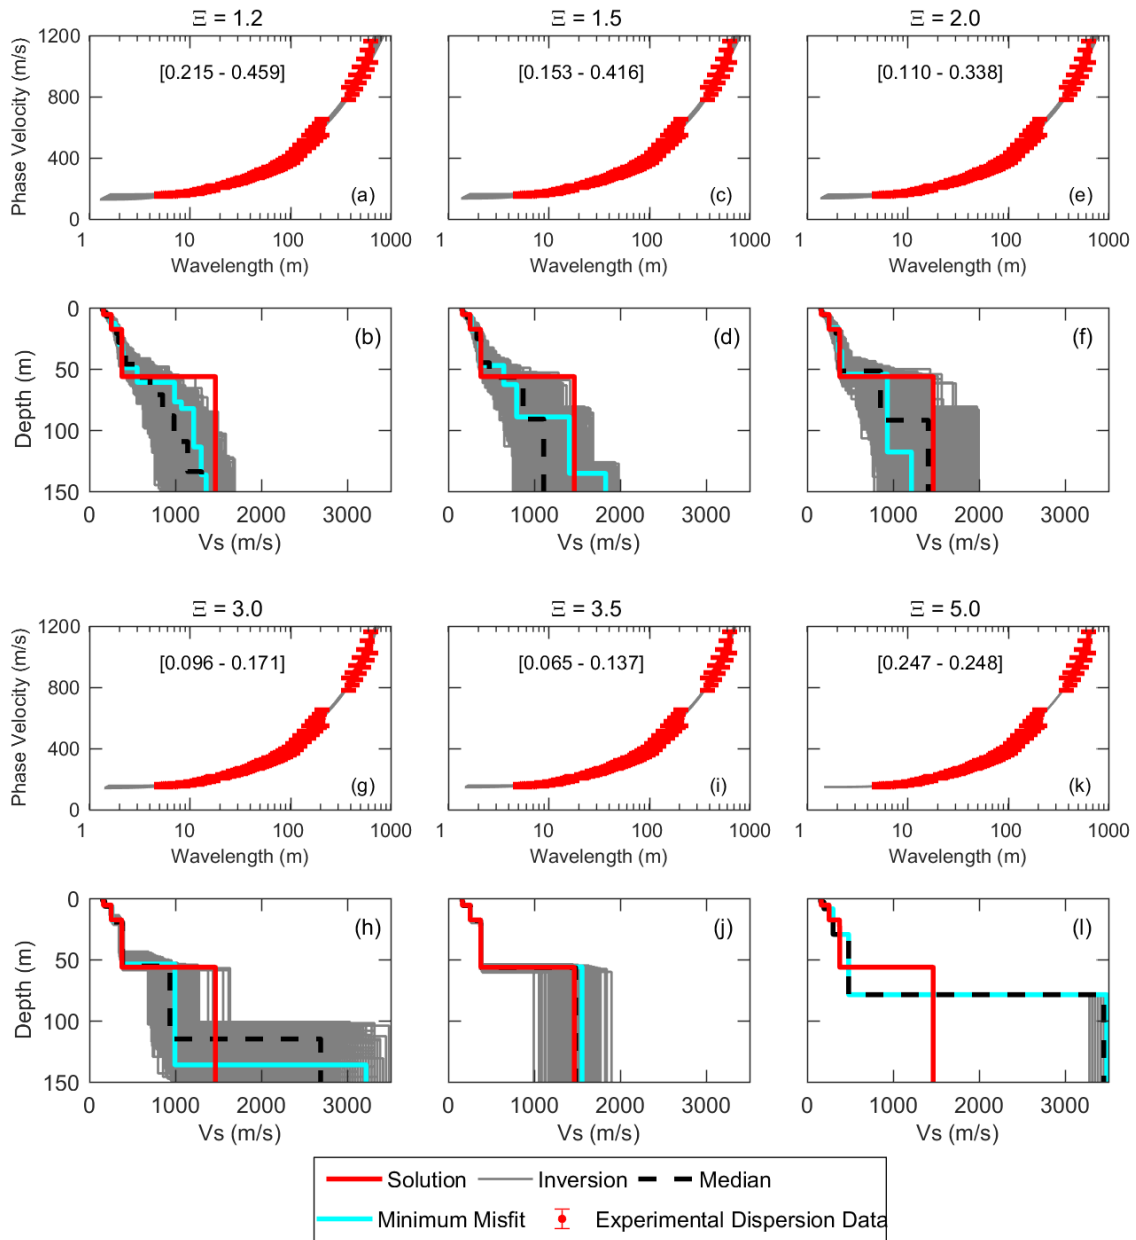 Ξ = 1.2 Ξ = 1.5 Ξ = 2.0
Phase Velocity (m/s)
1200
800
400
0
[0.215 - 0.459] [0.153 - 0.416] [0.110 - 0.338]
(a) (c) (e)
1 10 100 1000 1 10 100 1000 1 10 100 1000
Wavelength (m) Wavelength (m) Wavelength (m)
Depth (m)
0
50
100
150
(b) (d) (f)
0 1000 2000 3000 0 1000 2000 3000 0 1000 2000 3000
Vs (m/s) Vs (m/s) Vs (m/s)
Ξ = 3.0 Ξ = 3.5 Ξ = 5.0
Phase Velocity (m/s)
1200
800
400
0
[0.096 - 0.171] [0.065 - 0.137] [0.247 - 0.248]
(g) (i) (k)
1 10 100 1000 1 10 100 1000 1 10 100 1000
Wavelength (m) Wavelength (m) Wavelength (m)
Depth (m)
0
50
100
150
(h) (j) (l)
0 1000 2000 3000 0 1000 2000 3000 0 1000 2000 3000
Vs (m/s) Vs (m/s) Vs (m/s)
Solution Inversion Median
Minimum Misfit Experimental Dispersion Data